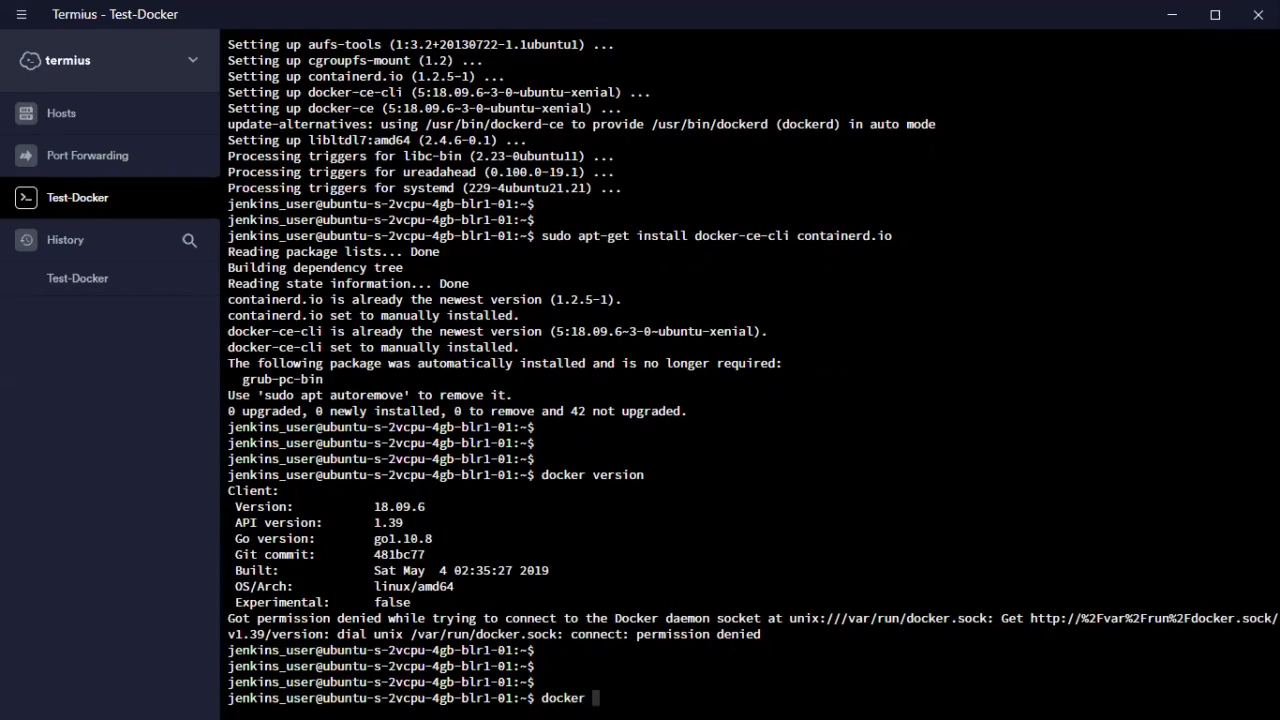 Termius - Test-Docker
termius
Hosts
Port Forwarding
Test-Docker
History
Test-Docker
Setting up aufs-tools (1:3.2+20130722-1.1ubuntu1) ...
Setting up cgroupfs-mount (1.2) ...
Setting up containerd.io (1.2.5-1) ...
Setting up docker-ce-cli (5:18.09.6~3-0~ubuntu-xenial) ...
Setting up docker-ce (5:18.09.6~3-0~ubuntu-xenial) ...
update-alternatives: using /usr/bin/dockerd-ce to provide /usr/bin/dockerd (dockerd) in auto mode
Setting up libltdl7:amd64 (2.4.6-0.1) ...
Processing triggers for libc-bin (2.23-0ubuntu11) ...
Processing triggers for ureadahead (0.100.0-19.1) ...
Processing triggers for systemd (229-4ubuntu21.21) ...
jenkins_user@ubuntu-s-2vcpu-4gb-blr1-01:~$
jenkins_user@ubuntu-s-2vcpu-4gb-blr1-01:~$
jenkins_user@ubuntu-s-2vcpu-4gb-blr1-01:~$ sudo apt-get install docker-ce-cli containerd.io
Reading package lists... Done
Building dependency tree
Reading state information... Done
containerd.io is already the newest version (1.2.5-1).
containerd.io set to manually installed.
docker-ce-cli is already the newest version (5:18.09.6~3-0~ubuntu-xenial).
docker-ce-cli set to manually installed.
The following package was automatically installed and is no longer required:
grub-pc-bin
Use 'sudo apt autoremove' to remove it.
0 upgraded, 0 newly installed, 0 to remove and 42 not upgraded.
jenkins_user@ubuntu-s-2vcpu-4gb-blr1-01:~$
jenkins_user@ubuntu-s-2vcpu-4gb-blr1-01:~$
jenkins_user@ubuntu-s-2vcpu-4gb-blr1-01:~$
jenkins_user@ubuntu-s-2vcpu-4gb-blr1-01:~$ docker version
Client:
Version: 18.09.6
API version: 1.39
Go version: go1.10.8
Git commit: 481bc77
Built: Sat May 4 02:35:27 2019
OS/Arch: linux/amd64
Experimental: false
Got permission denied while trying to connect to the Docker daemon socket at unix:///var/run/docker.sock: Get http://%2Fvar%2Frun%2Fdocker.sock/
v1.39/version: dial unix /var/run/docker.sock: connect: permission denied
jenkins_user@ubuntu-s-2vcpu-4gb-blr1-01:~$
jenkins_user@ubuntu-s-2vcpu-4gb-blr1-01:~$
jenkins_user@ubuntu-s-2vcpu-4gb-blr1-01:~$
jenkins_user@ubuntu-s-2vcpu-4gb-blr1-01:~$ docker